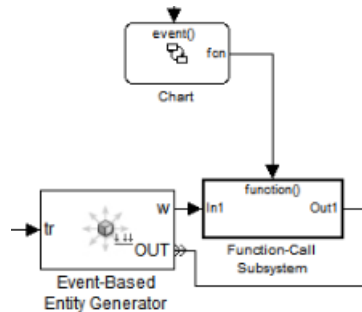 event()
fcn
Chart
function()
tr
w
In1
Out1
OUT
Function-Call
Subsystem
Event-Based
Entity Generator